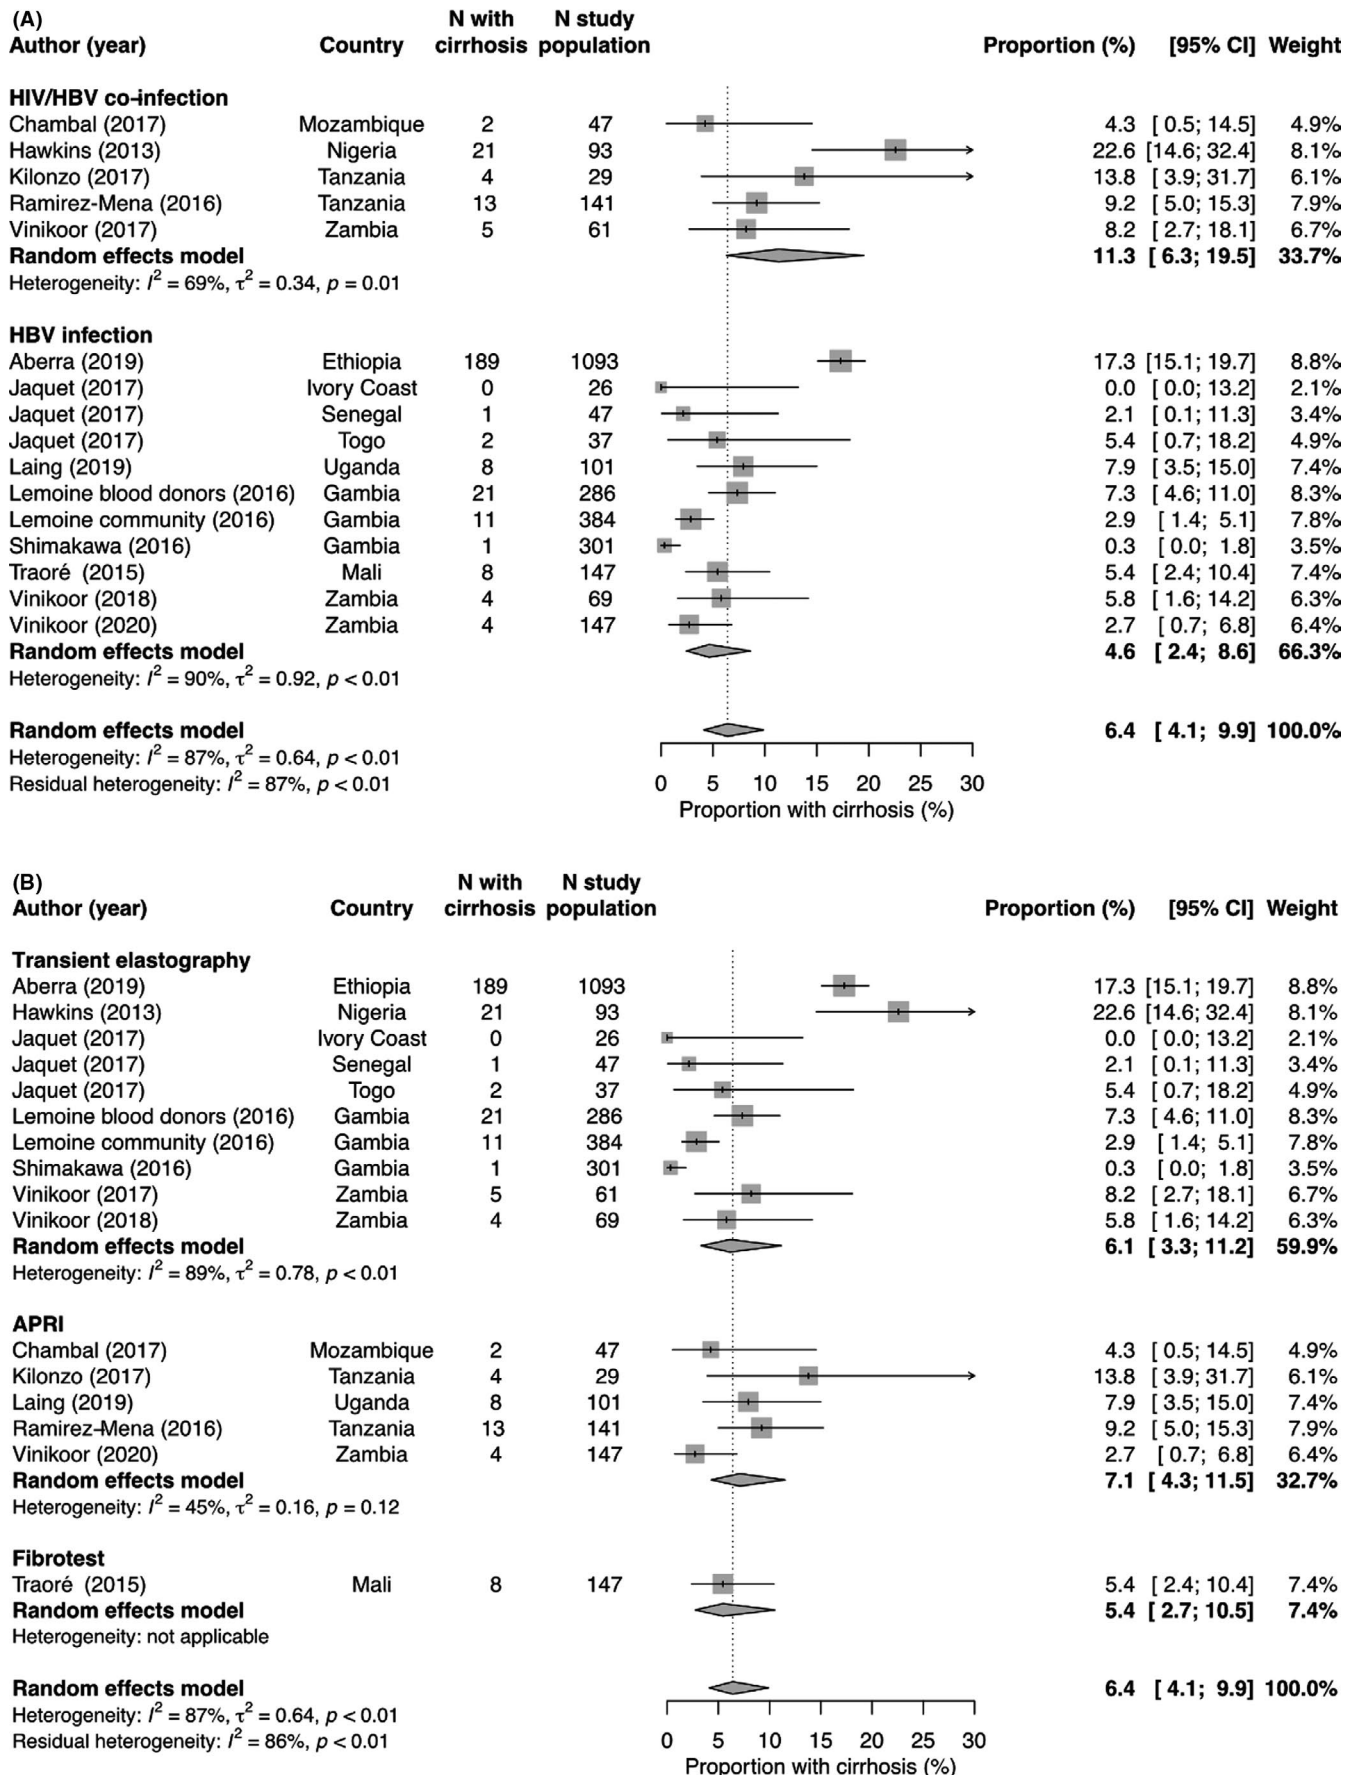 (A)
N with N study
Author (year) Country cirrhosis population Proportion (%) [95% CI] Weight
HIV/HBV co-infection
Chambal (2017) Mozambique 2 47 4.3 [ 0.5; 14.5] 4.9%
Hawkins (2013) Nigeria 21 93 22.6 [14.6; 32.4] 8.1%
Kilonzo (2017) Tanzania 4 29 13.8 [ 3.9; 31.7] 6.1%
Ramirez-Mena (2016) Tanzania 13 141 9.2 [ 5.0; 15.3] 7.9%
Vinikoor (2017) Zambia 5 61 8.2 [ 2.7; 18.1] 6.7%
Random effects model 11.3 [ 6.3; 19.5] 33.7%
Heterogeneity: I² = 69%, τ² = 0.34, p = 0.01
HBV infection
Aberra (2019) Ethiopia 189 1093 17.3 [15.1; 19.7] 8.8%
Jaquet (2017) Ivory Coast 0 26 0.0 [ 0.0; 13.2] 2.1%
Jaquet (2017) Senegal 1 47 2.1 [ 0.1; 11.3] 3.4%
Jaquet (2017) Togo 2 37 5.4 [ 0.7; 18.2] 4.9%
Laing (2019) Uganda 8 101 7.9 [ 3.5; 15.0] 7.4%
Lemoine blood donors (2016) Gambia 21 286 7.3 [ 4.6; 11.0] 8.3%
Lemoine community (2016) Gambia 11 384 2.9 [ 1.4; 5.1] 7.8%
Shimakawa (2016) Gambia 1 301 0.3 [ 0.0; 1.8] 3.5%
Traoré (2015) Mali 8 147 5.4 [ 2.4; 10.4] 7.4%
Vinikoor (2018) Zambia 4 69 5.8 [ 1.6; 14.2] 6.3%
Vinikoor (2020) Zambia 4 147 2.7 [ 0.7; 6.8] 6.4%
Random effects model 4.6 [ 2.4; 8.6] 66.3%
Heterogeneity: I² = 90%, τ² = 0.92, p < 0.01
Random effects model 6.4 [ 4.1; 9.9] 100.0%
Heterogeneity: I² = 87%, τ² = 0.64, p < 0.01
Residual heterogeneity: I² = 87%, p < 0.01
0 5 10 15 20 25 30
Proportion with cirrhosis (%)
(B)
N with N study
Author (year) Country cirrhosis population Proportion (%) [95% CI] Weight
Transient elastography
Aberra (2019) Ethiopia 189 1093 17.3 [15.1; 19.7] 8.8%
Hawkins (2013) Nigeria 21 93 22.6 [14.6; 32.4] 8.1%
Jaquet (2017) Ivory Coast 0 26 0.0 [ 0.0; 13.2] 2.1%
Jaquet (2017) Senegal 1 47 2.1 [ 0.1; 11.3] 3.4%
Jaquet (2017) Togo 2 37 5.4 [ 0.7; 18.2] 4.9%
Lemoine blood donors (2016) Gambia 21 286 7.3 [ 4.6; 11.0] 8.3%
Lemoine community (2016) Gambia 11 384 2.9 [ 1.4; 5.1] 7.8%
Shimakawa (2016) Gambia 1 301 0.3 [ 0.0; 1.8] 3.5%
Vinikoor (2017) Zambia 5 61 8.2 [ 2.7; 18.1] 6.7%
Vinikoor (2018) Zambia 4 69 5.8 [ 1.6; 14.2] 6.3%
Random effects model 6.1 [ 3.3; 11.2] 59.9%
Heterogeneity: I² = 89%, τ² = 0.78, p < 0.01
APRI
Chambal (2017) Mozambique 2 47 4.3 [ 0.5; 14.5] 4.9%
Kilonzo (2017) Tanzania 4 29 13.8 [ 3.9; 31.7] 6.1%
Laing (2019) Uganda 8 101 7.9 [ 3.5; 15.0] 7.4%
Ramirez-Mena (2016) Tanzania 13 141 9.2 [ 5.0; 15.3] 7.9%
Vinikoor (2020) Zambia 4 147 2.7 [ 0.7; 6.8] 6.4%
Random effects model 7.1 [ 4.3; 11.5] 32.7%
Heterogeneity: I² = 45%, τ² = 0.16, p = 0.12
Fibrotest
Traoré (2015) Mali 8 147 5.4 [ 2.4; 10.4] 7.4%
Random effects model 5.4 [ 2.7; 10.5] 7.4%
Heterogeneity: not applicable
Random effects model 6.4 [ 4.1; 9.9] 100.0%
Heterogeneity: I² = 87%, τ² = 0.64, p < 0.01
Residual heterogeneity: I² = 86%, p < 0.01
0 5 10 15 20 25 30
Proportion with cirrhosis (%)